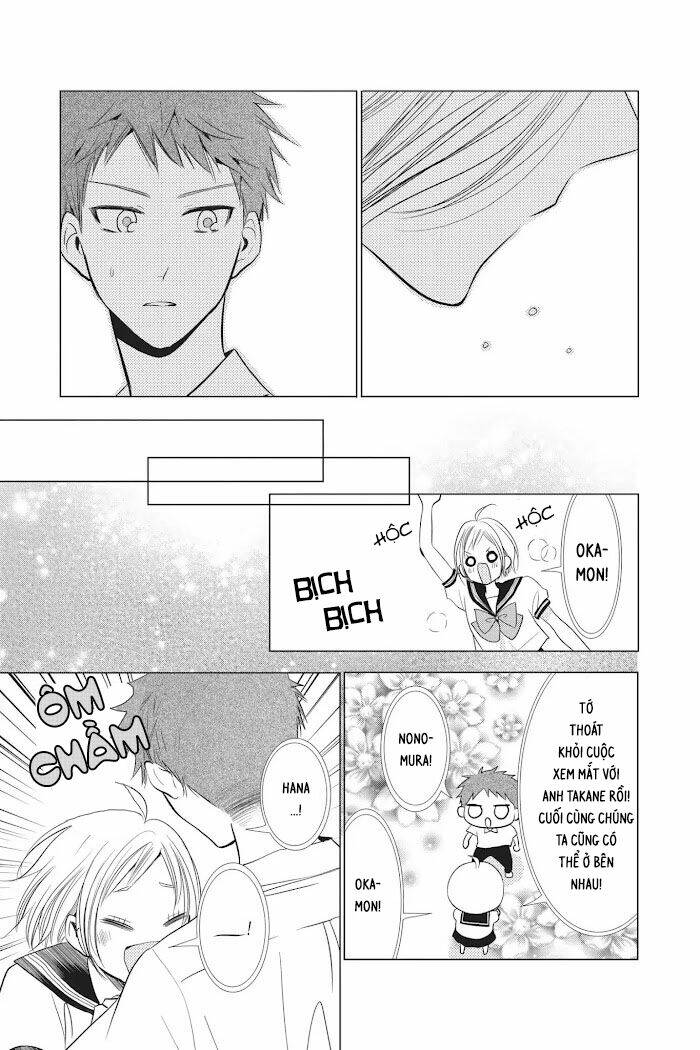 OKA-
MON!
HỘC
HỘC
BỊCH
BỊCH
TỚ
THOÁT
KHỎI CUỘC
XEM MẮT VỚI
ANH TAKANE RỒI!
CUỐI CÙNG CHÚNG
TA CŨNG CÓ
THỂ Ở BÊN
NHAU!
NONO-
MURA!
OKA-
MON!
HANA
...!
...!
ÔM
CHẦM